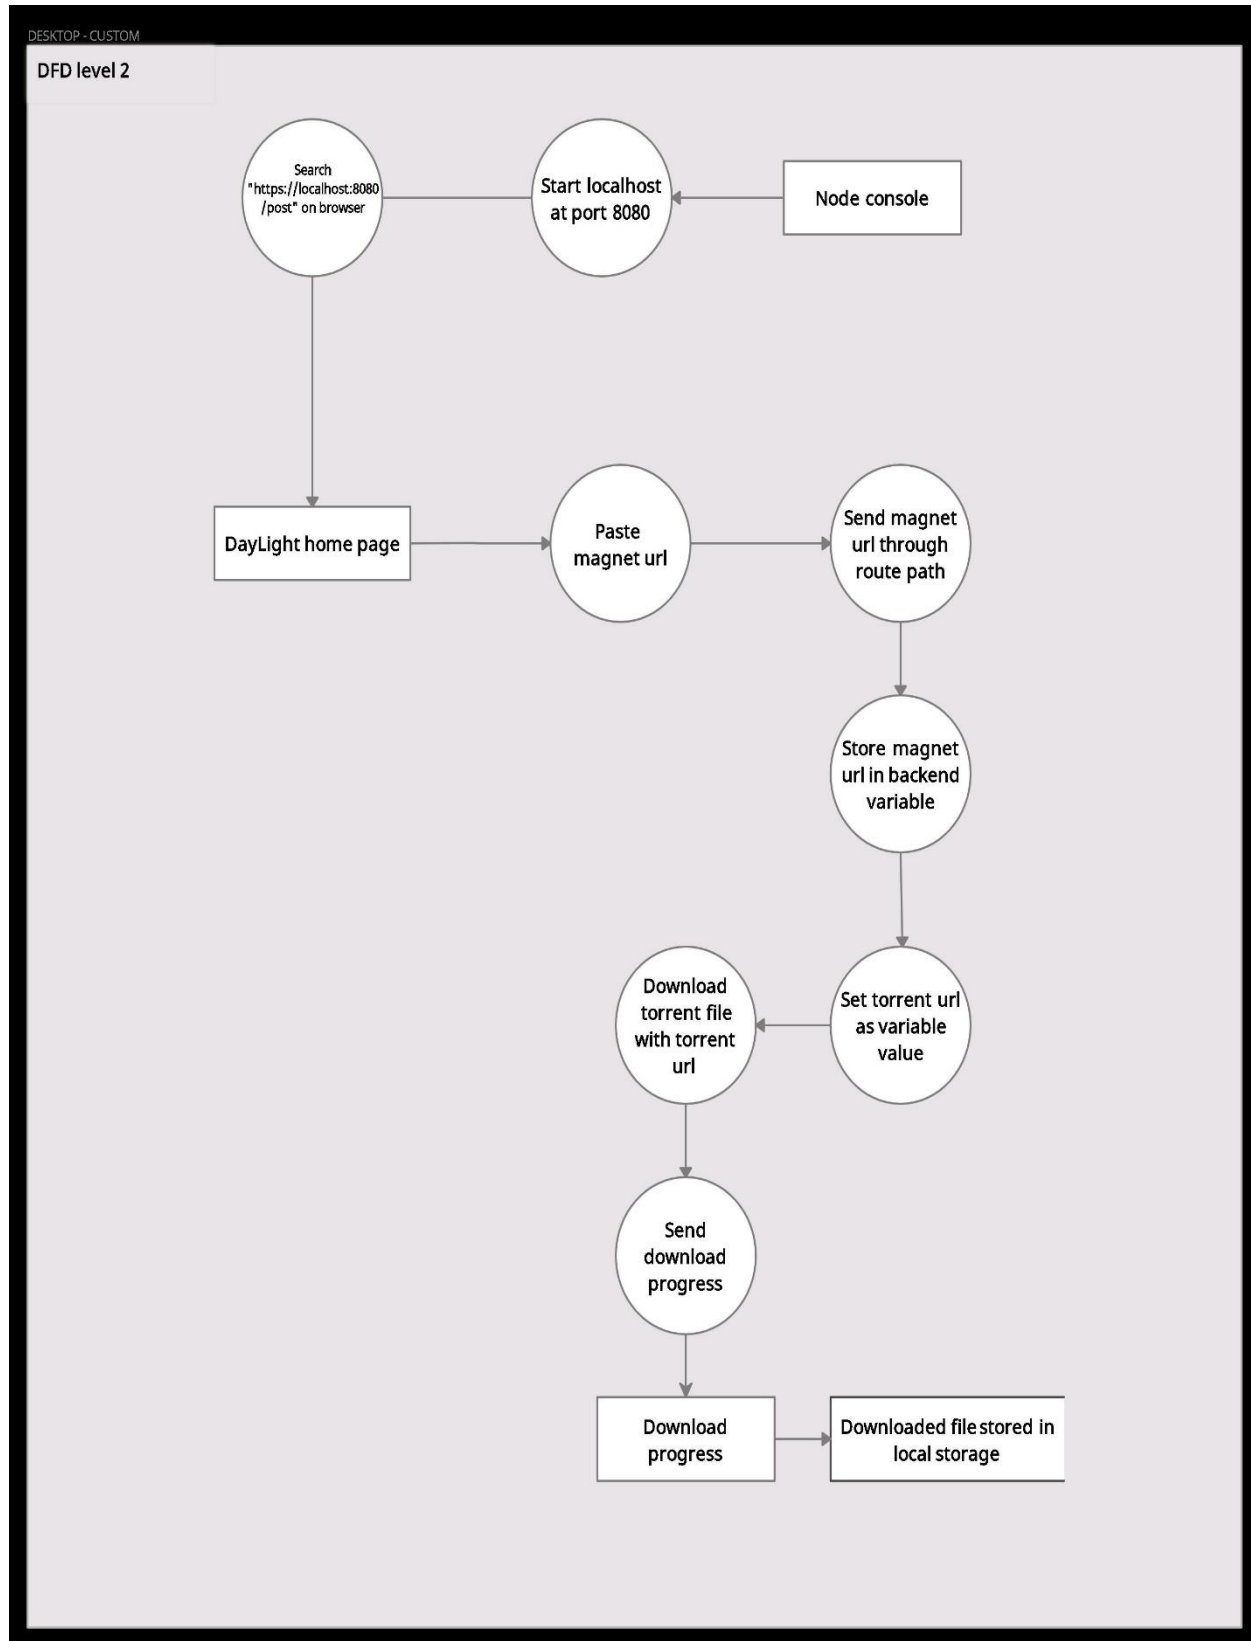 DESKTOP - CUSTOM
DFD level 2
Search
"https://localhost:8080
/post" on browser
Start localhost
at port 8080
Node console
DayLight home page
Paste
magnet url
Send magnet
url through
route path
Store magnet
url in backend
variable
Set torrent url
as variable
value
Download
torrent file
with torrent
url
Send
download
progress
Download
progress
Downloaded file stored in
local storage